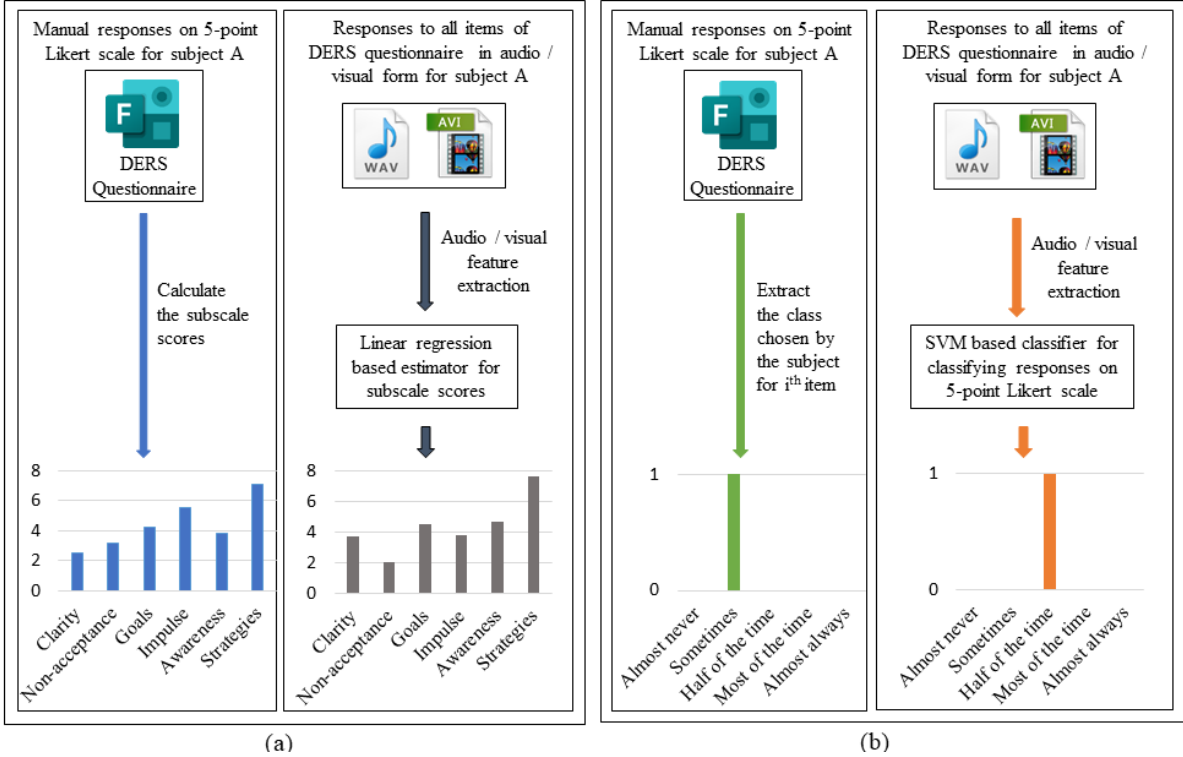 Manual responses on 5-point
Likert scale for subject A
F
DERS
Questionnaire
Calculate
the subscale
scores
8
6
4
2
0
Clarity
Non-acceptance
Goals
Impulse
Awareness
Strategies
Responses to all items of
DERS questionnaire in audio /
visual form for subject A
WAV
AVI
Audio / visual
feature
extraction
Linear regression
based estimator for
subscale scores
8
6
4
2
0
Clarity
Non-acceptance
Goals
Impulse
Awareness
Strategies
(a)
Manual responses on 5-point
Likert scale for subject A
F
DERS
Questionnaire
Extract
the class
chosen by
the subject
for iᵗʰ item
1
0
Almost never
Sometimes
Half of the time
Most of the time
Almost always
Responses to all items of
DERS questionnaire in audio /
visual form for subject A
WAV
AVI
Audio / visual
feature
extraction
SVM based classifier for
classifying responses on
5-point Likert scale
1
0
Almost never
Sometimes
Half of the time
Most of the time
Almost always
(b)